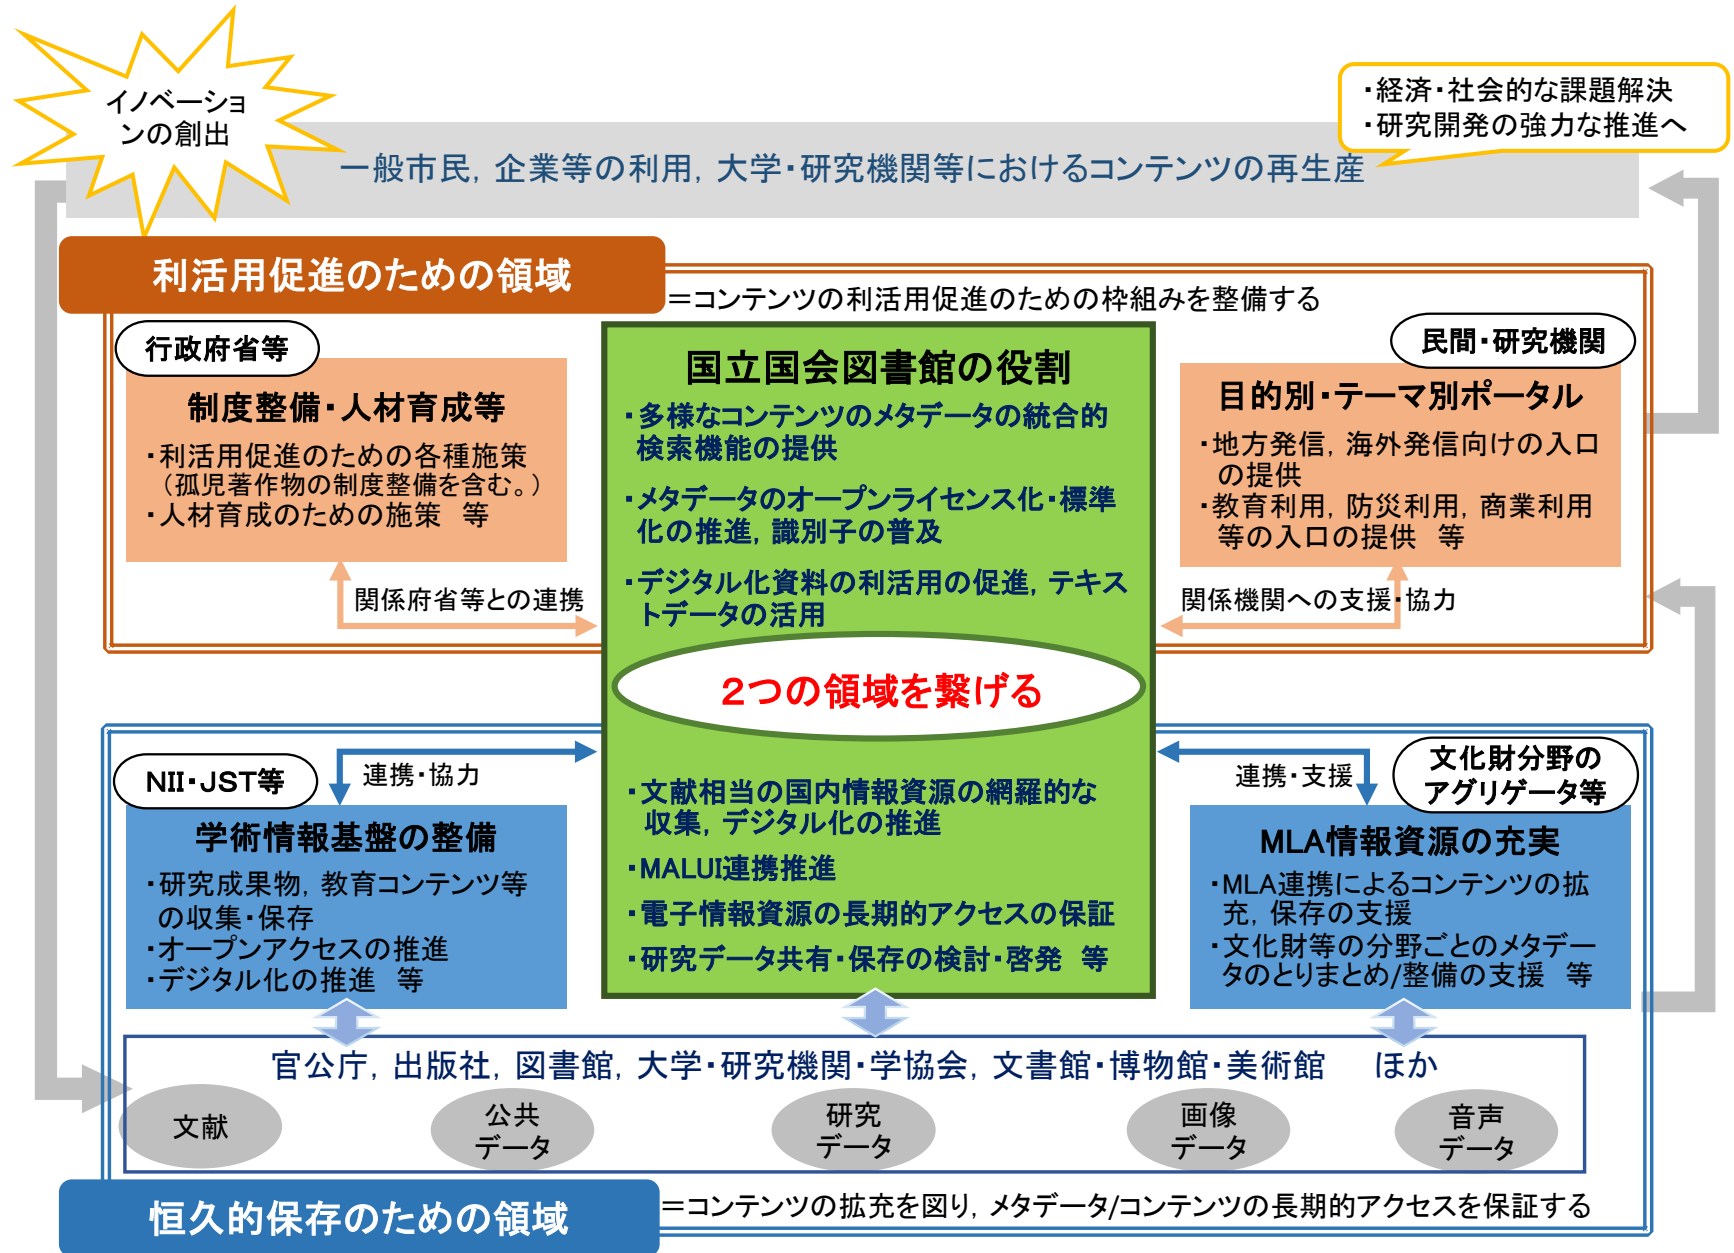 イノベーショ
ンの創出
・経済・社会的な課題解決
・研究開発の強力な推進へ
一般市民，企業等の利用，大学・研究機関等におけるコンテンツの再生産
利活用促進のための領域
＝コンテンツの利活用促進のための枠組みを整備する
行政府省等
制度整備・人材育成等
・利活用促進のための各種施策
（孤児著作物の制度整備を含む。）
・人材育成のための施策　等
関係府省等との連携
国立国会図書館の役割
・多様なコンテンツのメタデータの統合的
検索機能の提供
・メタデータのオープンライセンス化・標準
化の推進，識別子の普及
・デジタル化資料の利活用の促進，テキス
トデータの活用
民間・研究機関
目的別・テーマ別ポータル
・地方発信，海外発信向けの入口
の提供
・教育利用，防災利用，商業利用
等の入口の提供　等
関係機関への支援・協力
２つの領域を繋げる
NII・JST等
連携・協力
学術情報基盤の整備
・研究成果物，教育コンテンツ等
の収集・保存
・オープンアクセスの推進
・デジタル化の推進　等
・文献相当の国内情報資源の網羅的な
収集，デジタル化の推進
・MALUI連携推進
・電子情報資源の長期的アクセスの保証
・研究データ共有・保存の検討・啓発　等
連携・支援
文化財分野の
アグリゲータ等
MLA情報資源の充実
・MLA連携によるコンテンツの拡
充，保存の支援
・文化財等の分野ごとのメタデー
タのとりまとめ/整備の支援　等
官公庁，出版社，図書館，大学・研究機関・学協会，文書館・博物館・美術館　ほか
文献
公共
データ
研究
データ
画像
データ
音声
データ
恒久的保存のための領域
＝コンテンツの拡充を図り，メタデータ/コンテンツの長期的アクセスを保証する